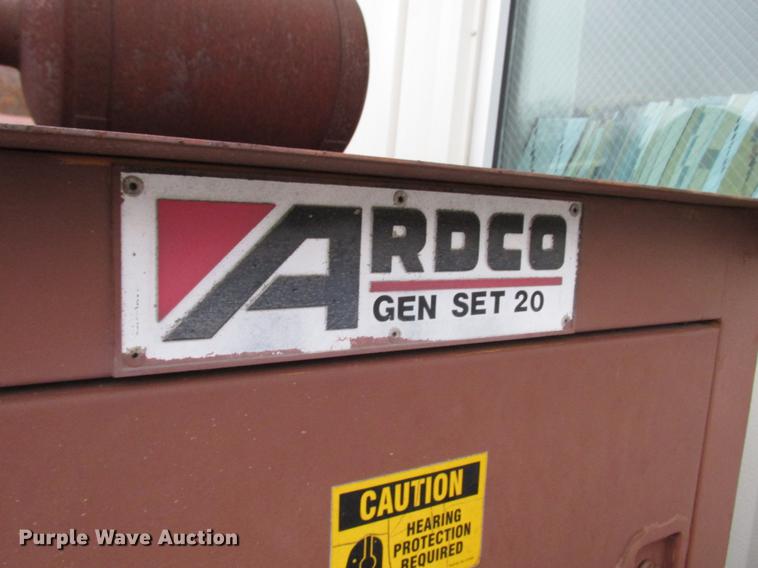 ARDCO
GEN SET 20
CAUTION
HEARING
PROTECTION
REQUIRED
Purple Wave Auction